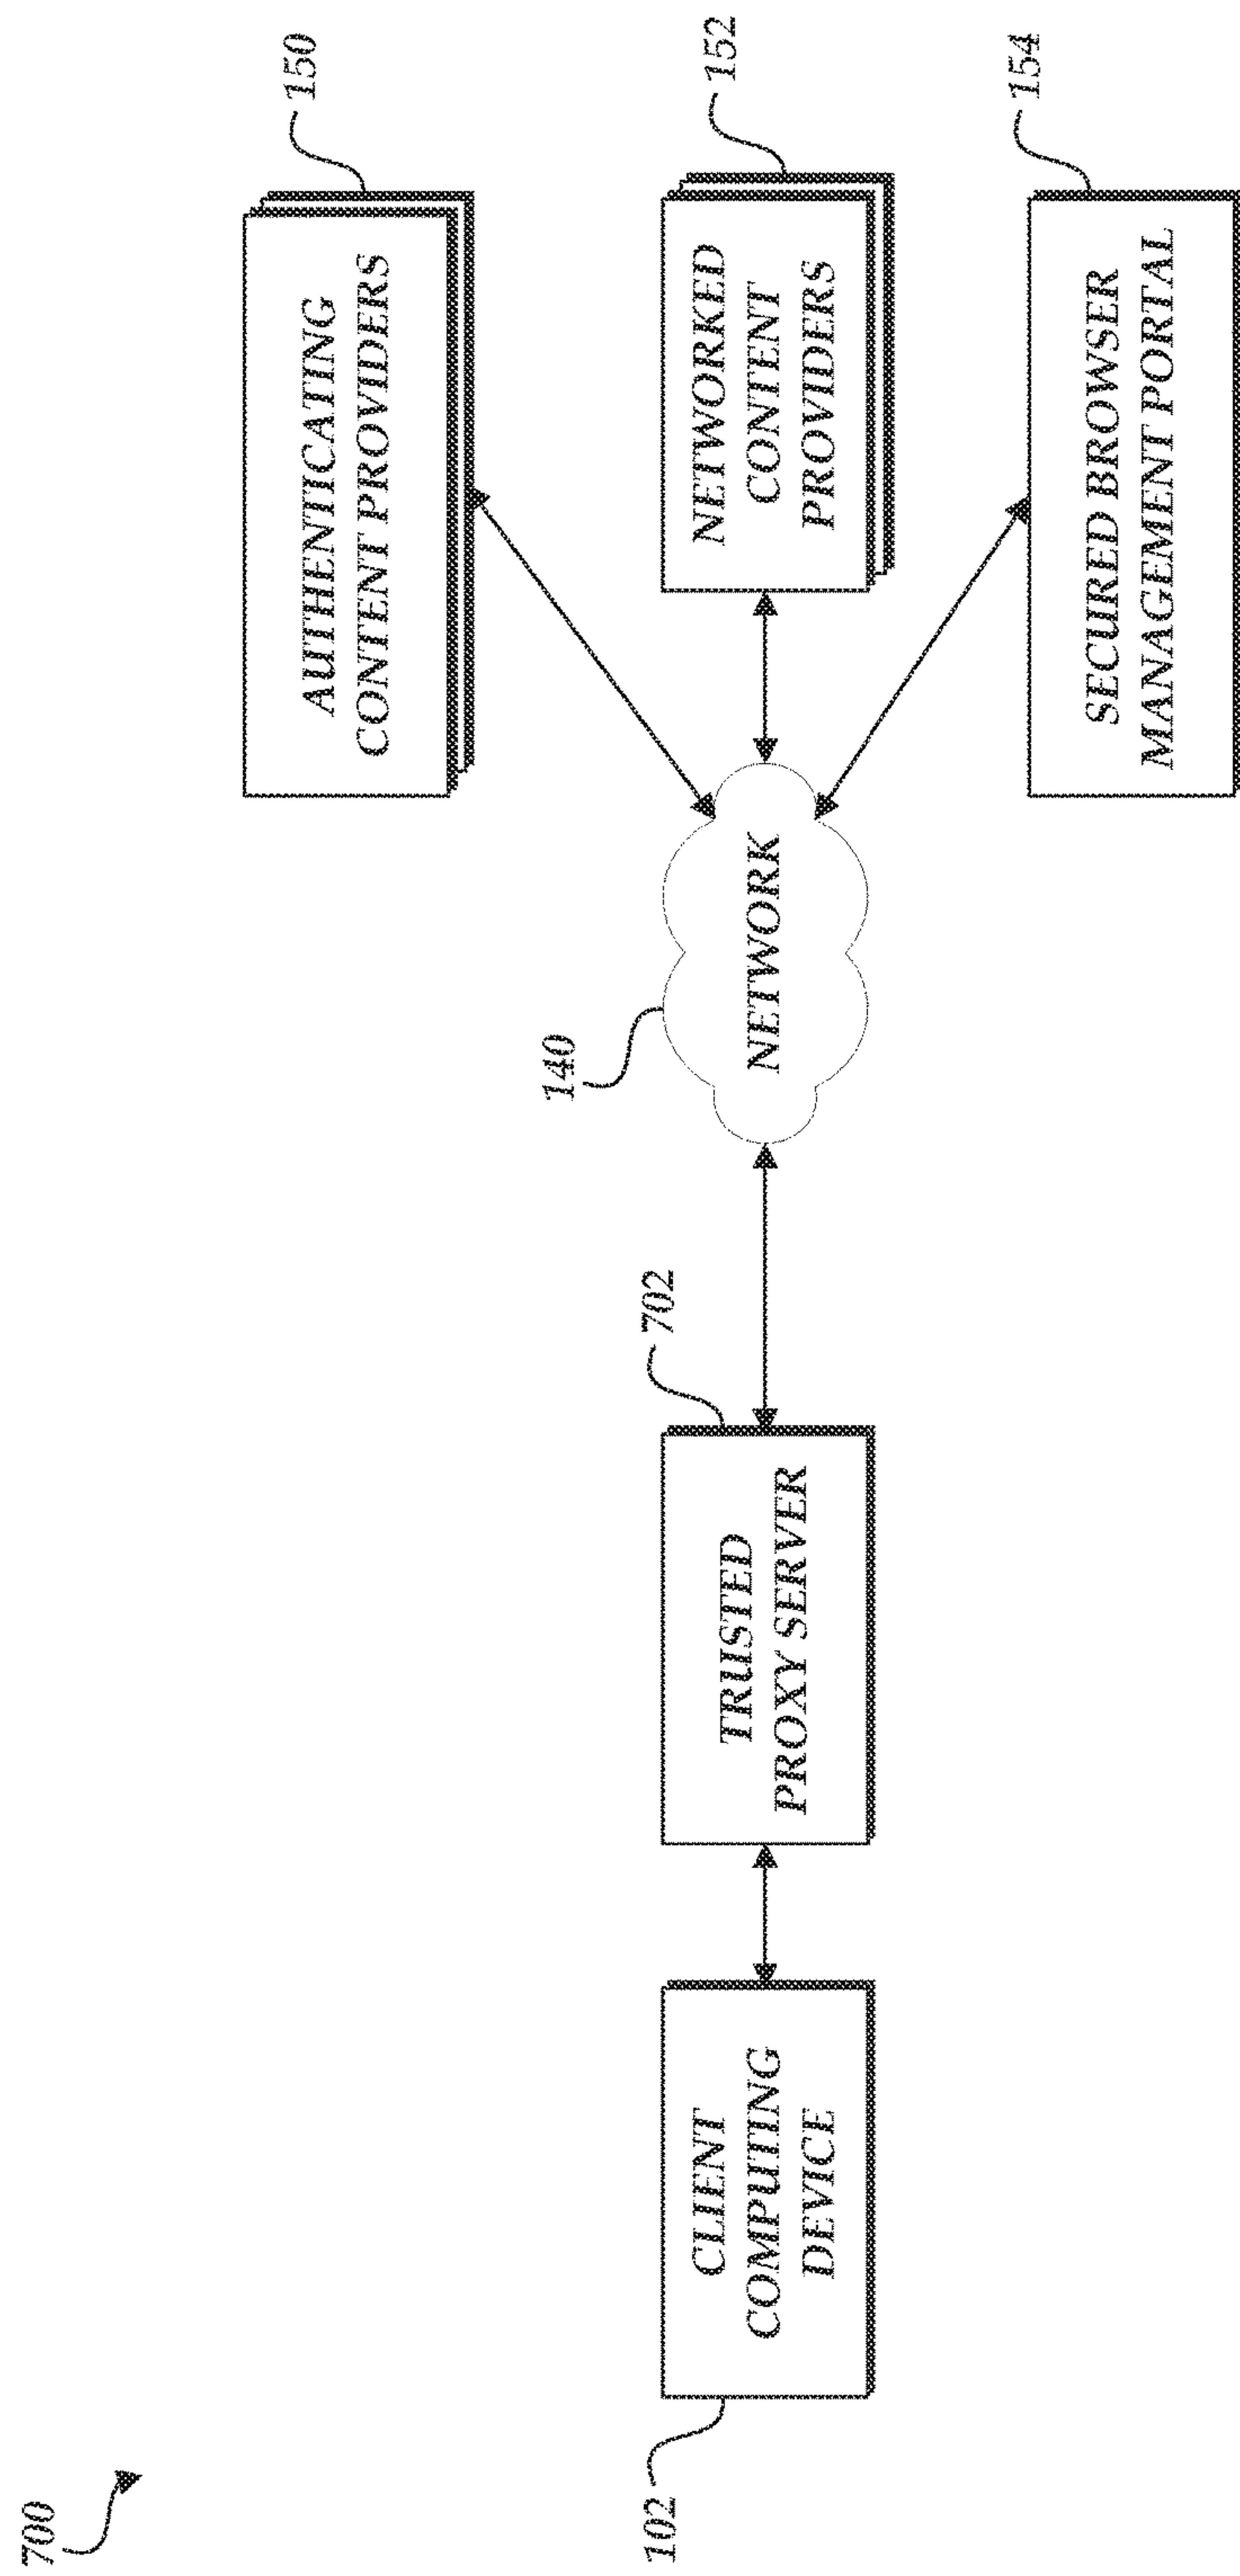 700
102
CLIENT
COMPUTING
DEVICE
TRUSTED
PROXY SERVER
702
140
NETWORK
AUTHENTICATING
CONTENT PROVIDERS
150
NETWORKED
CONTENT
PROVIDERS
152
SECURED BROWSER
MANAGEMENT PORTAL
154